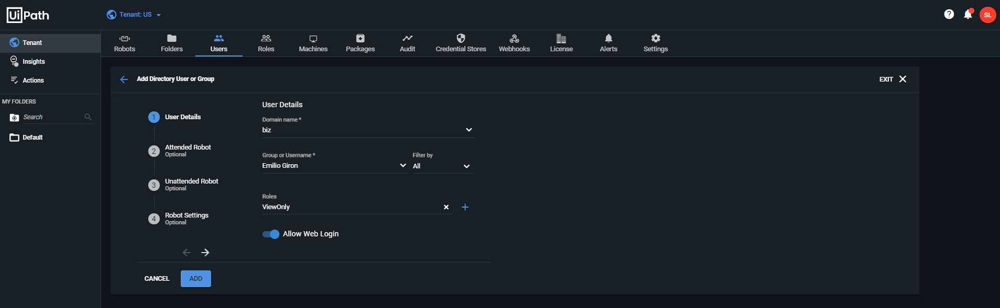 UiPath
Tenant: US
?
SL
Tenant
Insights
Actions
MY FOLDERS
Search
Default
Robots
Folders
Users
Roles
Machines
Packages
Audit
Credential Stores
Webhooks
License
Alerts
Settings
Add Directory User or Group
EXIT
1 User Details
2 Attended Robot
Optional
3 Unattended Robot
Optional
4 Robot Settings
Optional
User Details
Domain name *
biz
Group or Username *
Emilio Giron
Filter by
All
Roles
ViewOnly
Allow Web Login
CANCEL
ADD